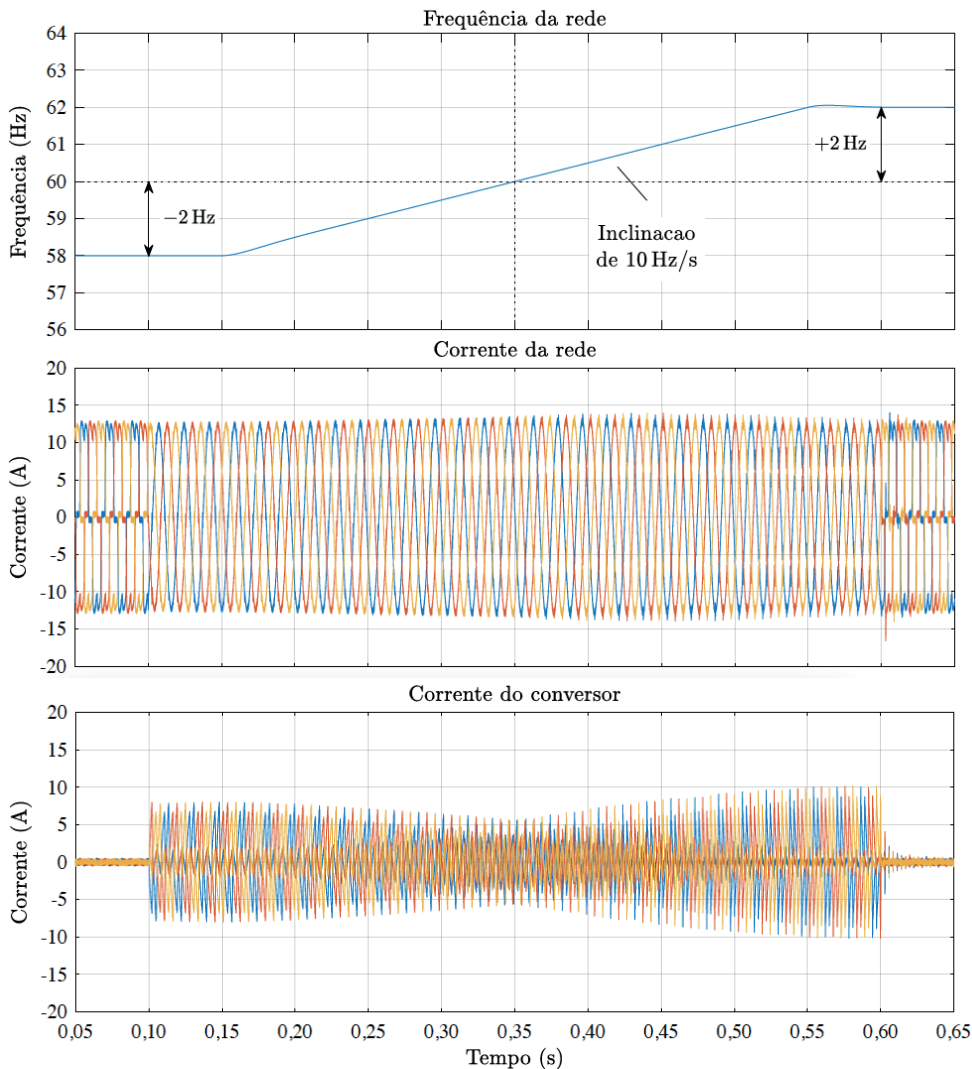 Frequência da rede
64
63
62
61
60
59
58
57
56
Frequência (Hz)
−2 Hz
+2 Hz
Inclinacao
de 10 Hz/s
Corrente da rede
20
15
10
5
0
-5
-10
-15
-20
Corrente (A)
Corrente do conversor
20
15
10
5
0
-5
-10
-15
-20
Corrente (A)
0,05 0,10 0,15 0,20 0,25 0,30 0,35 0,40 0,45 0,50 0,55 0,60 0,65
Tempo (s)